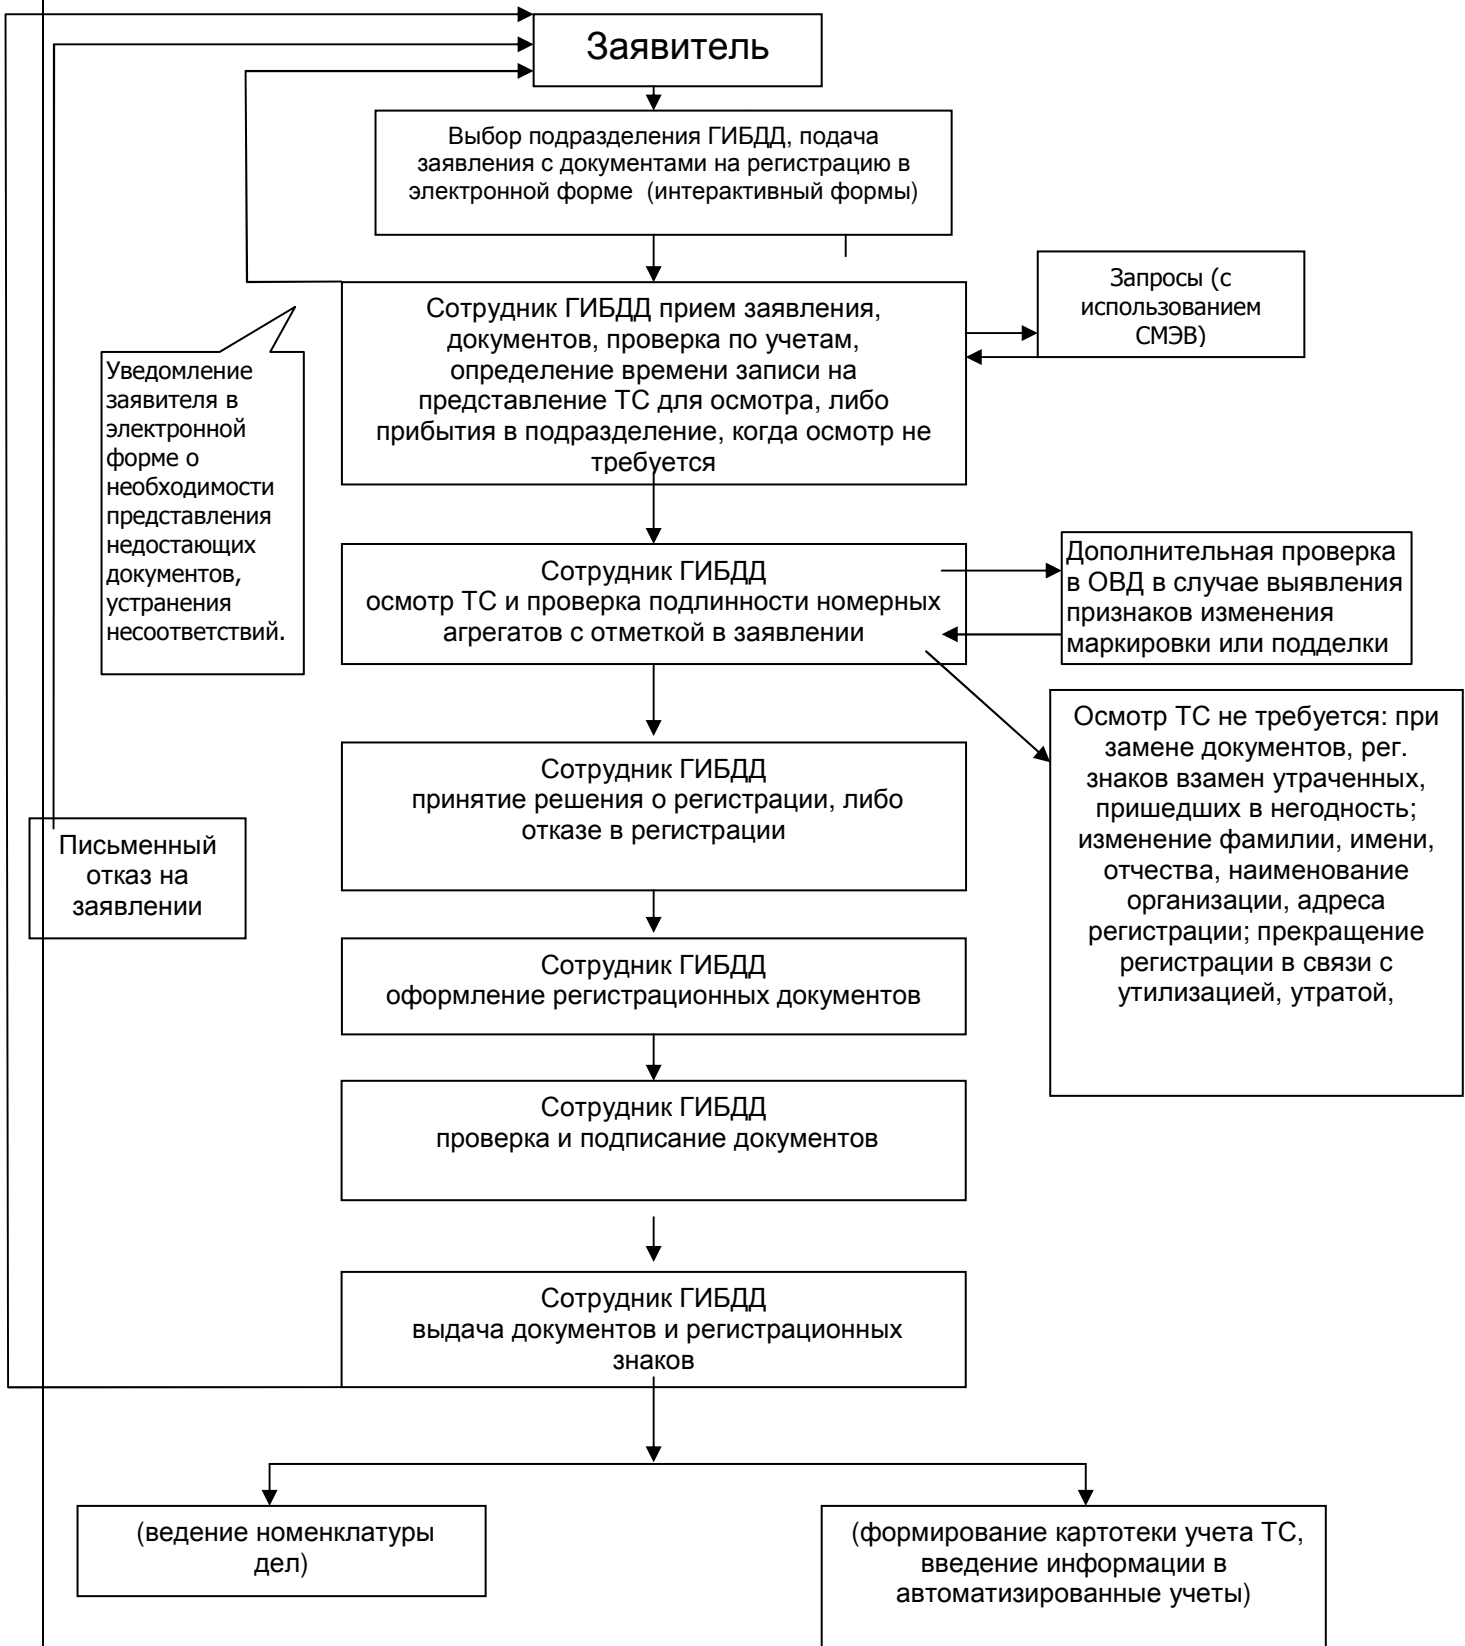 Заявитель
Выбор подразделения ГИБДД, подача
заявления с документами на регистрацию в
электронной форме  (интерактивный формы)
Запросы (с
использованием
СМЭВ)
Сотрудник ГИБДД прием заявления,
документов, проверка по учетам,
определение времени записи на
представление ТС для осмотра, либо
прибытия в подразделение, когда осмотр не
требуется
Уведомление
заявителя в
электронной
форме о
необходимости
представления
недостающих
документов,
устранения
несоответствий.
Сотрудник ГИБДД
осмотр ТС и проверка подлинности номерных
агрегатов с отметкой в заявлении
Дополнительная проверка
в ОВД в случае выявления
признаков изменения
маркировки или подделки
Осмотр ТС не требуется: при
замене документов, рег.
знаков взамен утраченных,
пришедших в негодность;
изменение фамилии, имени,
отчества, наименование
организации, адреса
регистрации; прекращение
регистрации в связи с
утилизацией, утратой,
Сотрудник ГИБДД
принятие решения о регистрации, либо
отказе в регистрации
Письменный
отказ на
заявлении
Сотрудник ГИБДД
оформление регистрационных документов
Сотрудник ГИБДД
проверка и подписание документов
Сотрудник ГИБДД
выдача документов и регистрационных
знаков
(ведение номенклатуры
дел)
(формирование картотеки учета ТС,
введение информации в
автоматизированные учеты)